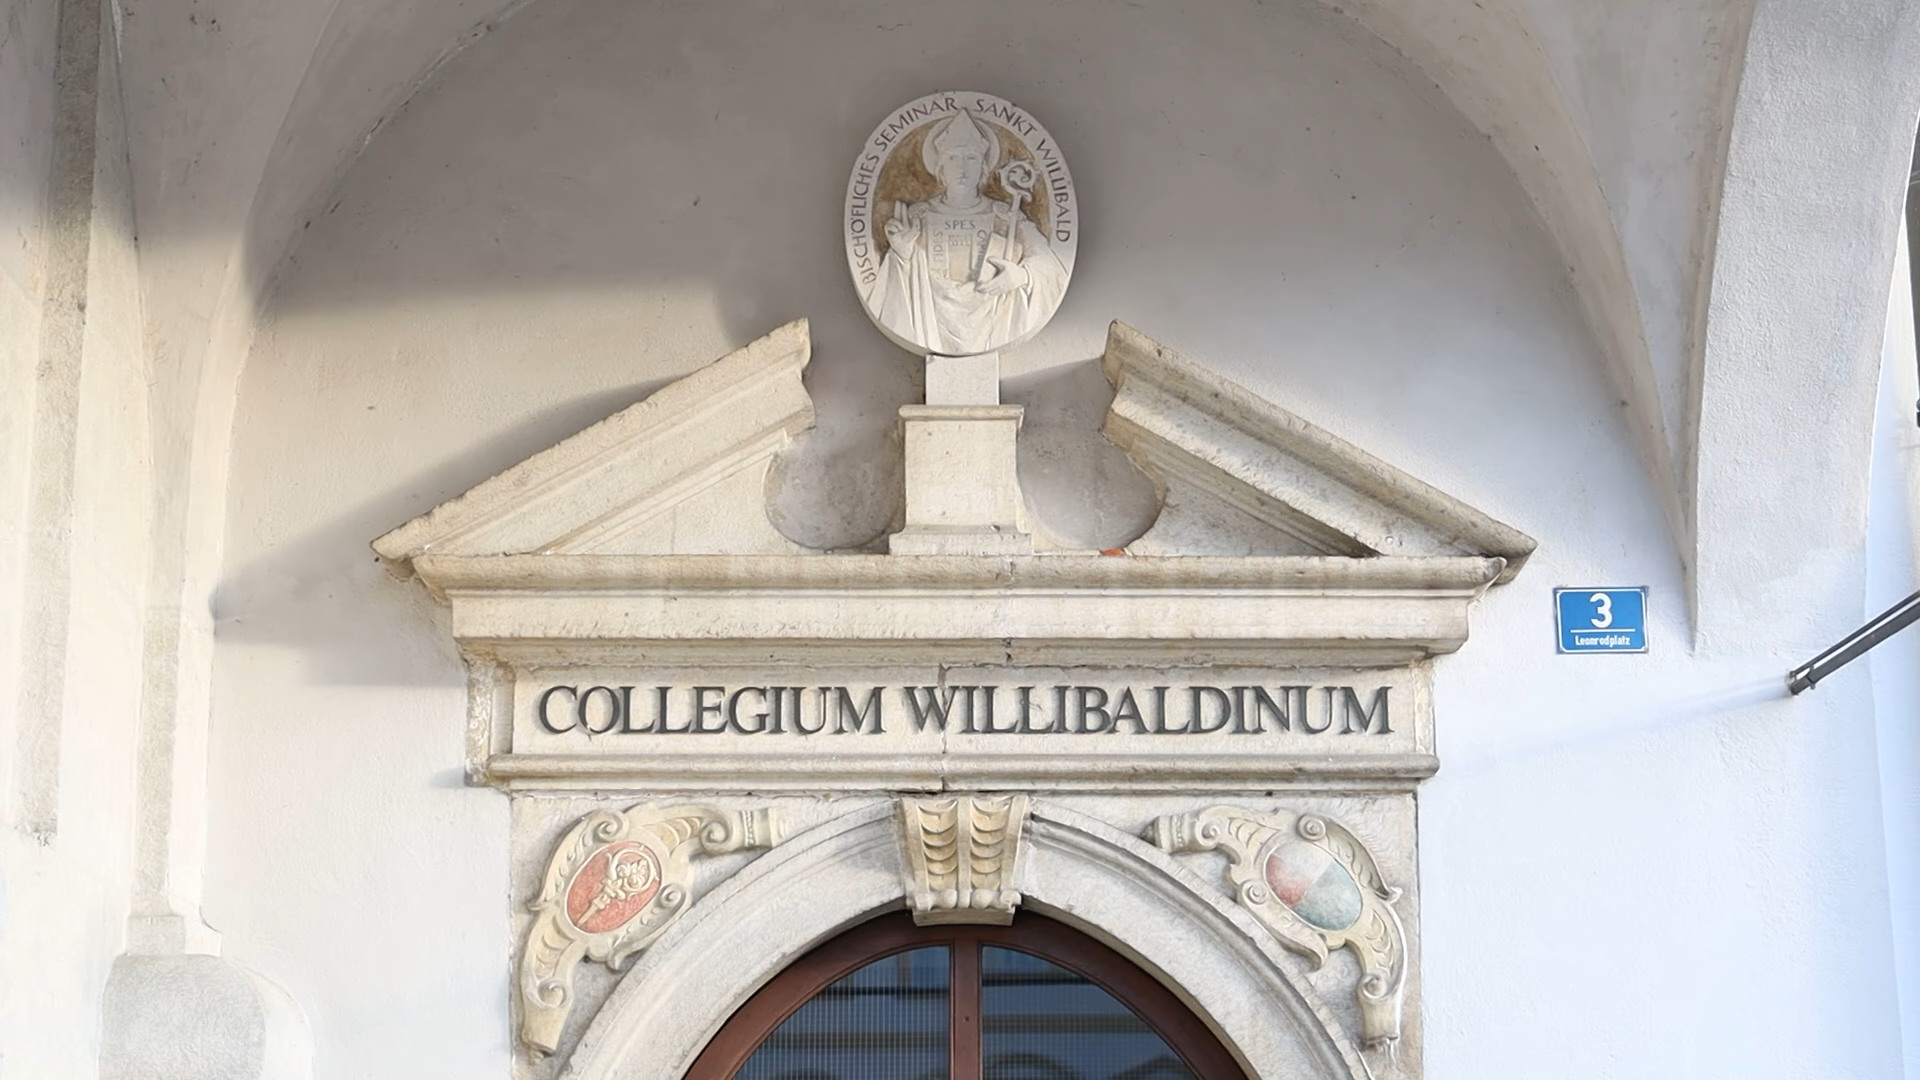 BISCHÖFLICHES SEMINAR SANKT WILLIBALD
SPES
FIDES
COLLEGIUM WILLIBALDINUM
3
Leonrodplatz